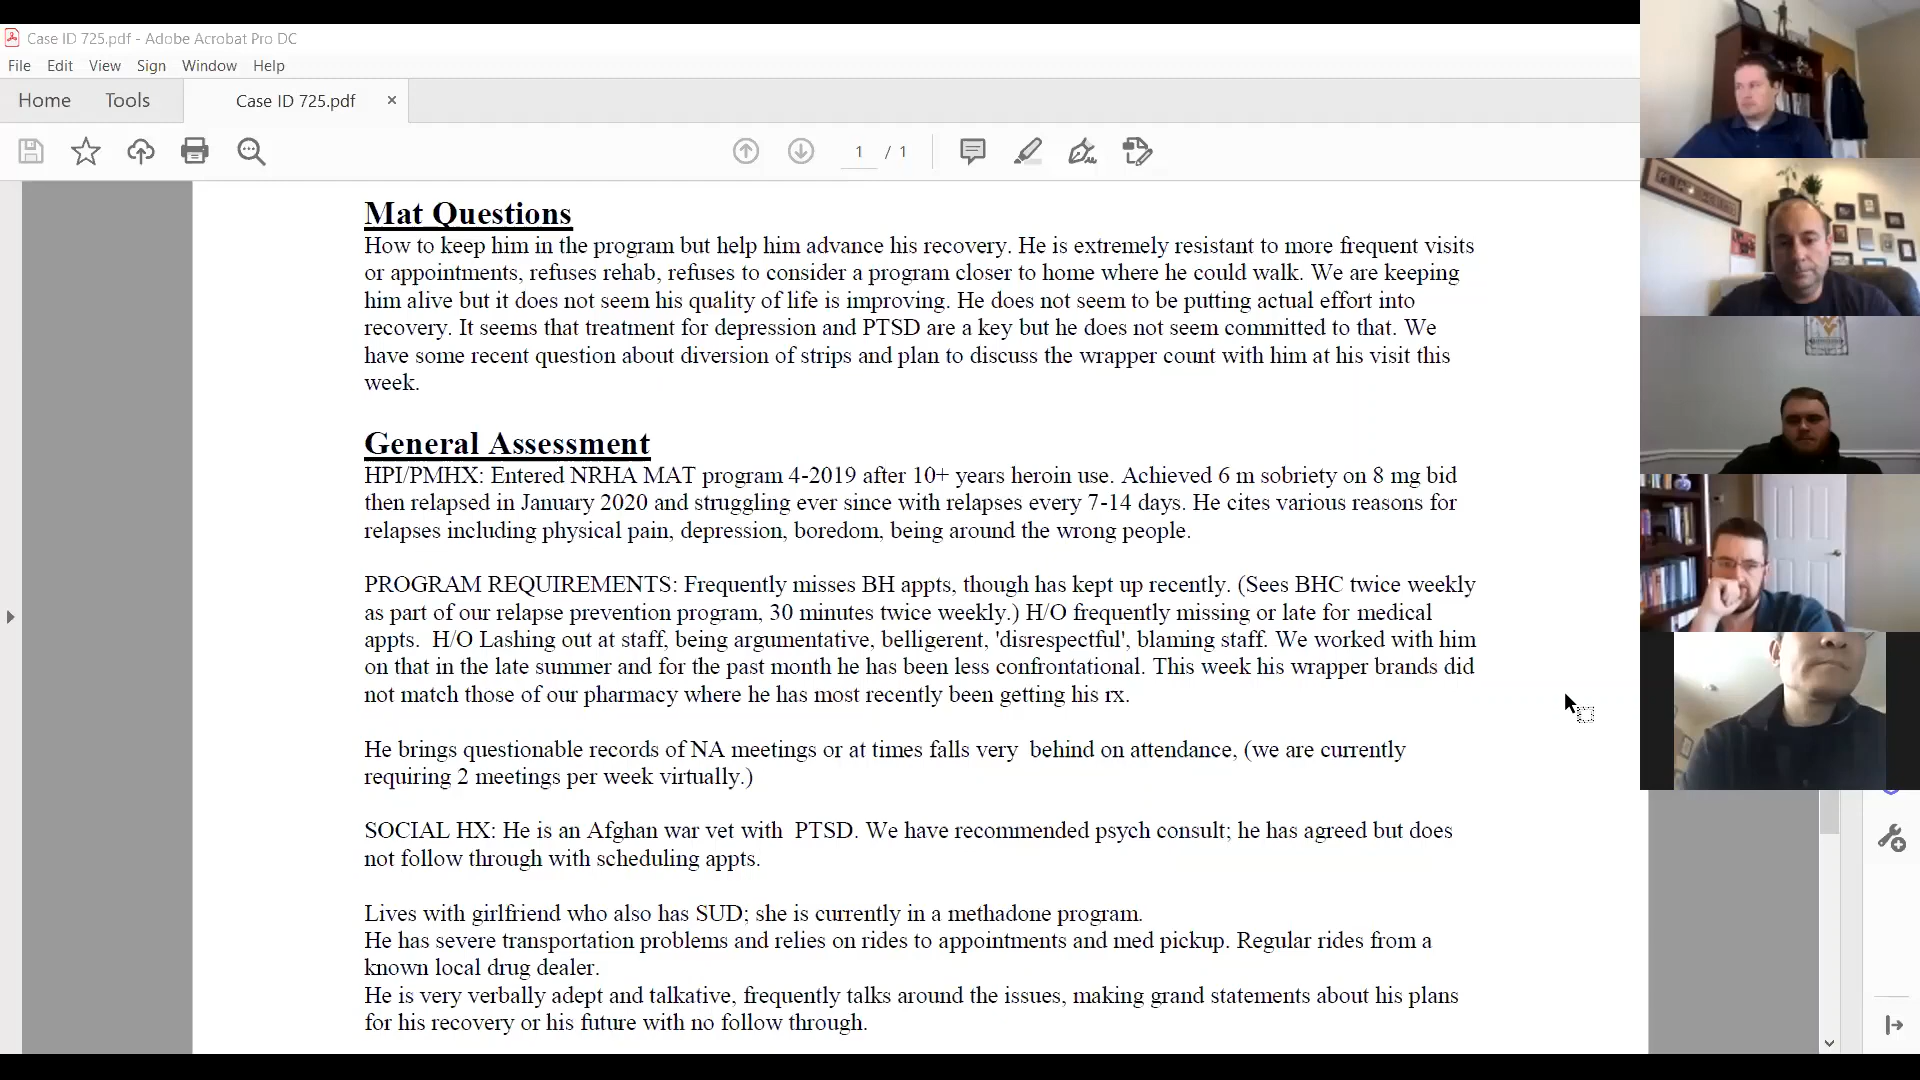 Case ID 725.pdf - Adobe Acrobat Pro DC
File Edit View Sign Window Help
Home Tools Case ID 725.pdf ×
1 / 1
Mat Questions
How to keep him in the program but help him advance his recovery. He is extremely resistant to more frequent visits
or appointments, refuses rehab, refuses to consider a program closer to home where he could walk. We are keeping
him alive but it does not seem his quality of life is improving. He does not seem to be putting actual effort into
recovery. It seems that treatment for depression and PTSD are a key but he does not seem committed to that. We
have some recent question about diversion of strips and plan to discuss the wrapper count with him at his visit this
week.
General Assessment
HPI/PMHX: Entered NRHA MAT program 4-2019 after 10+ years heroin use. Achieved 6 m sobriety on 8 mg bid
then relapsed in January 2020 and struggling ever since with relapses every 7-14 days. He cites various reasons for
relapses including physical pain, depression, boredom, being around the wrong people.
PROGRAM REQUIREMENTS: Frequently misses BH appts, though has kept up recently. (Sees BHC twice weekly
as part of our relapse prevention program, 30 minutes twice weekly.) H/O frequently missing or late for medical
appts. H/O Lashing out at staff, being argumentative, belligerent, 'disrespectful', blaming staff. We worked with him
on that in the late summer and for the past month he has been less confrontational. This week his wrapper brands did
not match those of our pharmacy where he has most recently been getting his rx.
He brings questionable records of NA meetings or at times falls very behind on attendance, (we are currently
requiring 2 meetings per week virtually.)
SOCIAL HX: He is an Afghan war vet with PTSD. We have recommended psych consult; he has agreed but does
not follow through with scheduling appts.
Lives with girlfriend who also has SUD; she is currently in a methadone program.
He has severe transportation problems and relies on rides to appointments and med pickup. Regular rides from a
known local drug dealer.
He is very verbally adept and talkative, frequently talks around the issues, making grand statements about his plans
for his recovery or his future with no follow through.